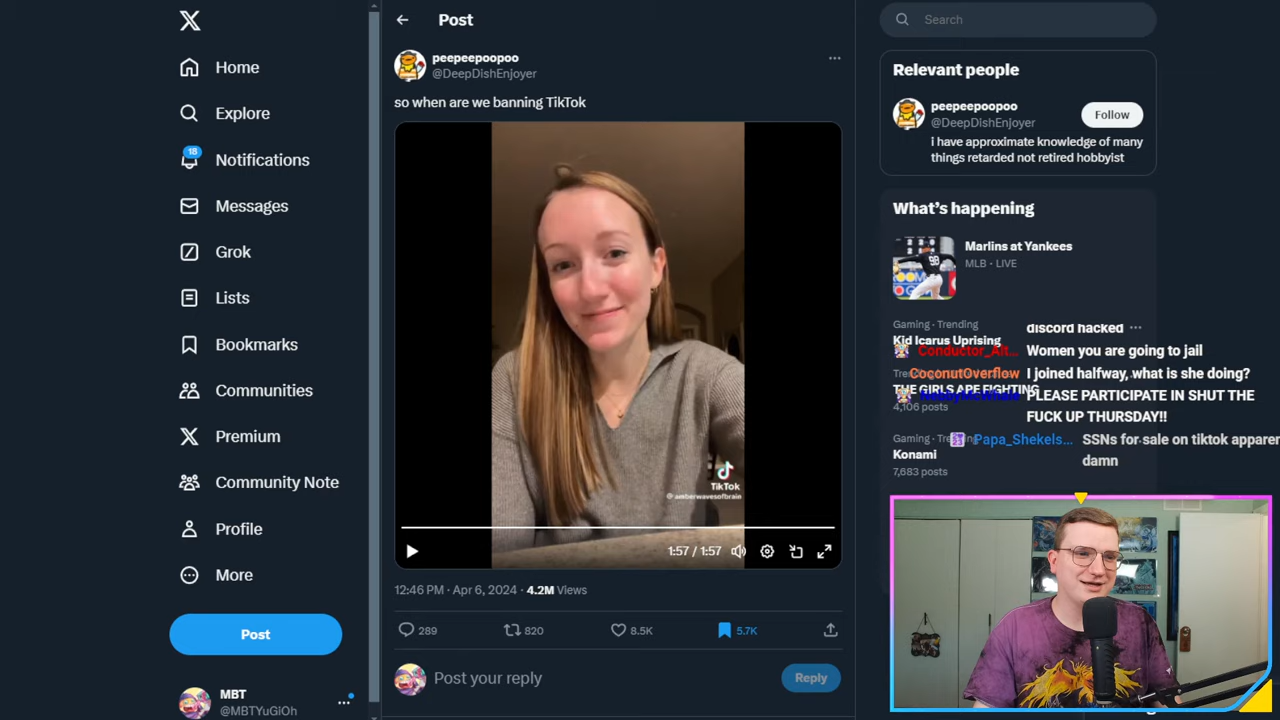 Home
Explore
18
Notifications
Messages
Grok
Lists
Bookmarks
Communities
Premium
Community Note
Profile
More
Post
MBT
@MBTYuGiOh
Post
peepeepoopoo
@DeepDishEnjoyer
so when are we banning TikTok
TikTok
amberwavesofbrain
1:57 / 1:57
12:46 PM · Apr 6, 2024 · 4.2M Views
289
820
8.5K
5.7K
Post your reply
Reply
Search
Relevant people
peepeepoopoo
@DeepDishEnjoyer
Follow
i have approximate knowledge of many
things retarded not retired hobbyist
What's happening
Marlins at Yankees
MLB · LIVE
Gaming · Trending
Kid Icarus Uprising
THE GIRLS ARE FIGHTING
4,106 posts
Gaming
Konami
7,683 posts
discord hacked
Conductor_Alt... Women you are going to jail
CoconutOverflow I joined halfway, what is she doing?
PLEASE PARTICIPATE IN SHUT THE
FUCK UP THURSDAY!!
Papa_Shekels... SSNs for sale on tiktok
damn